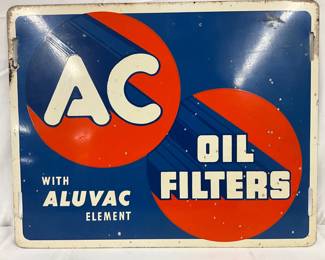 AC
OIL
FILTERS
WITH
ALUVAC
ELEMENT